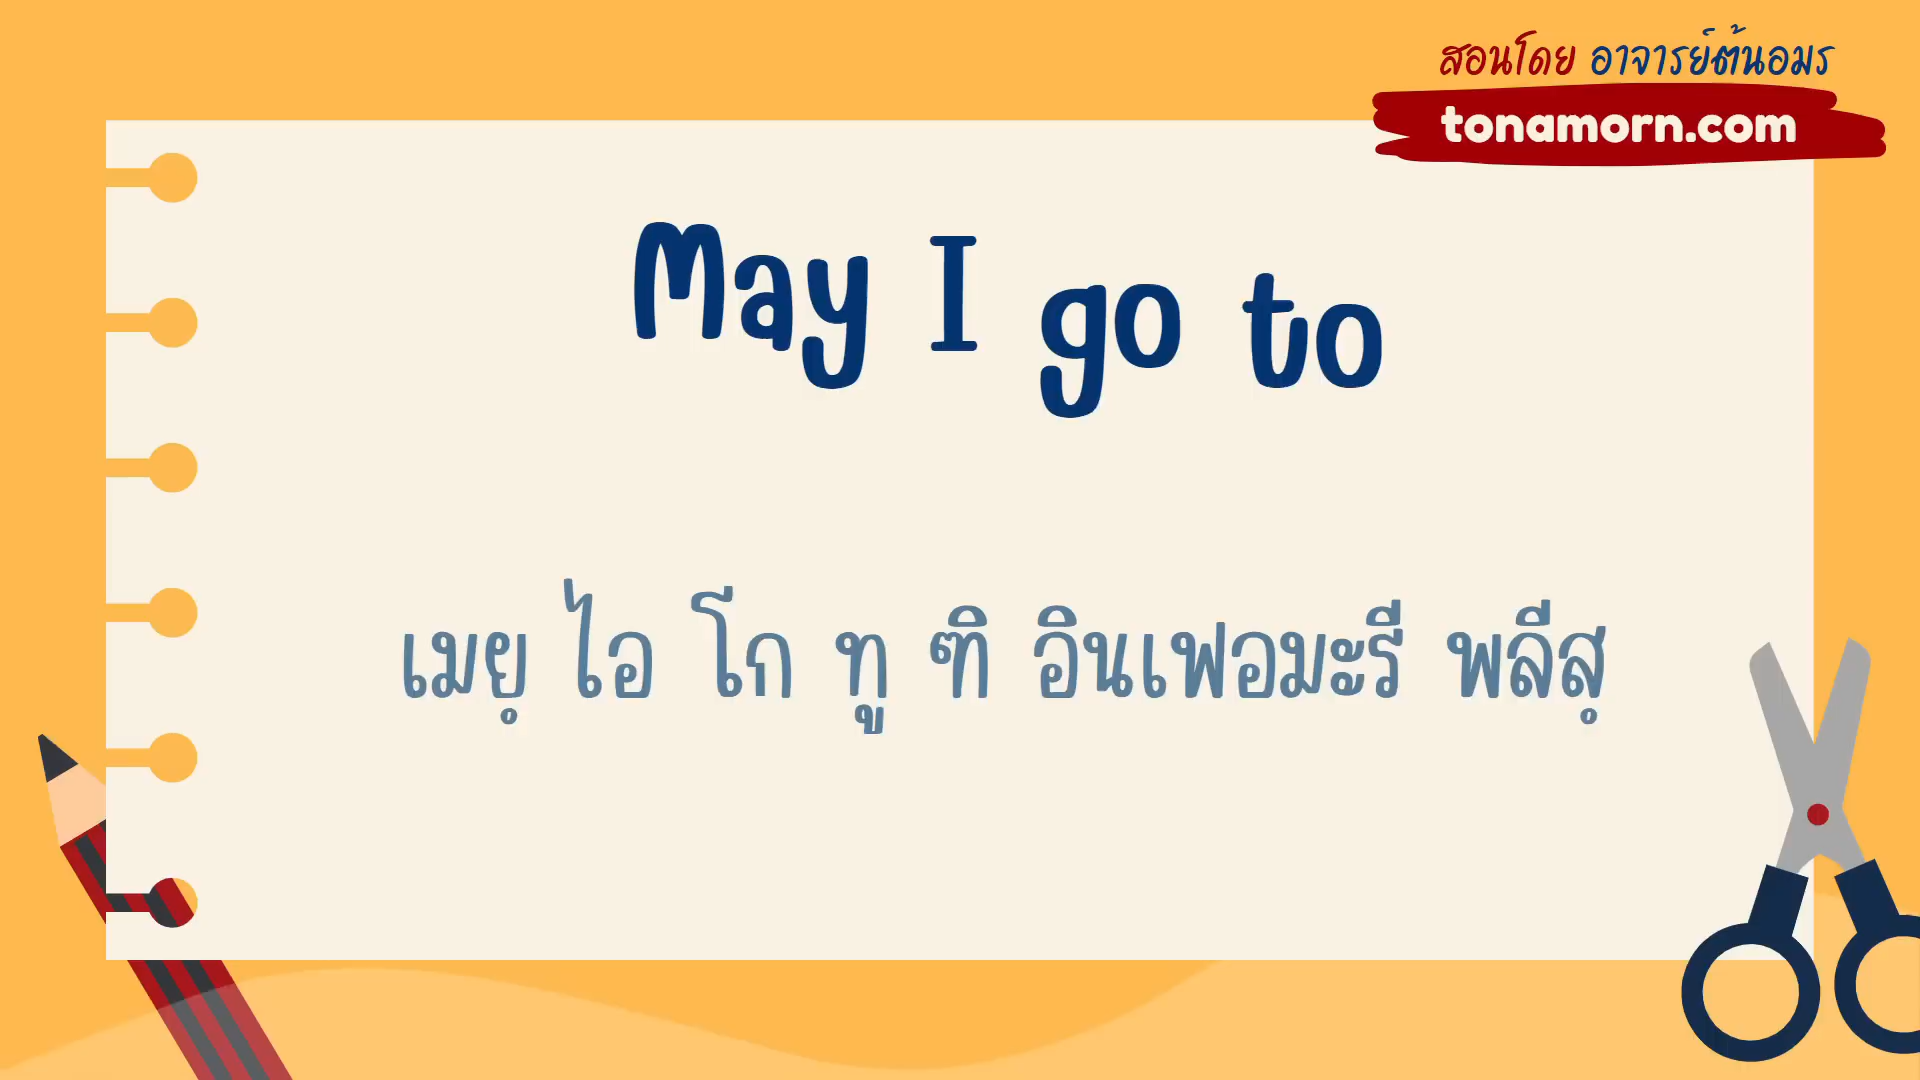 สอนโดย อาจารย์ต้นอมร
tonamorn.com
May I go to
เมยฺ ไอ โก ทู ฑิ อินเฟอมะรี พลีสฺ